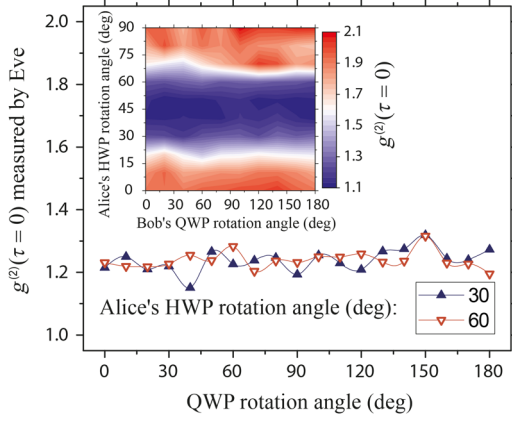 2.0
1.8
1.6
1.4
1.2
1.0
g(2)(τ = 0) measured by Eve
90
75
60
45
30
15
0
Alice's HWP rotation angle (deg)
0 30 60 90 120 150 180
Bob's QWP rotation angle (deg)
2.1
1.9
1.7
1.5
1.3
1.1
g(2)(τ = 0)
Alice's HWP rotation angle (deg):
30
60
0 30 60 90 120 150 180
QWP rotation angle (deg)